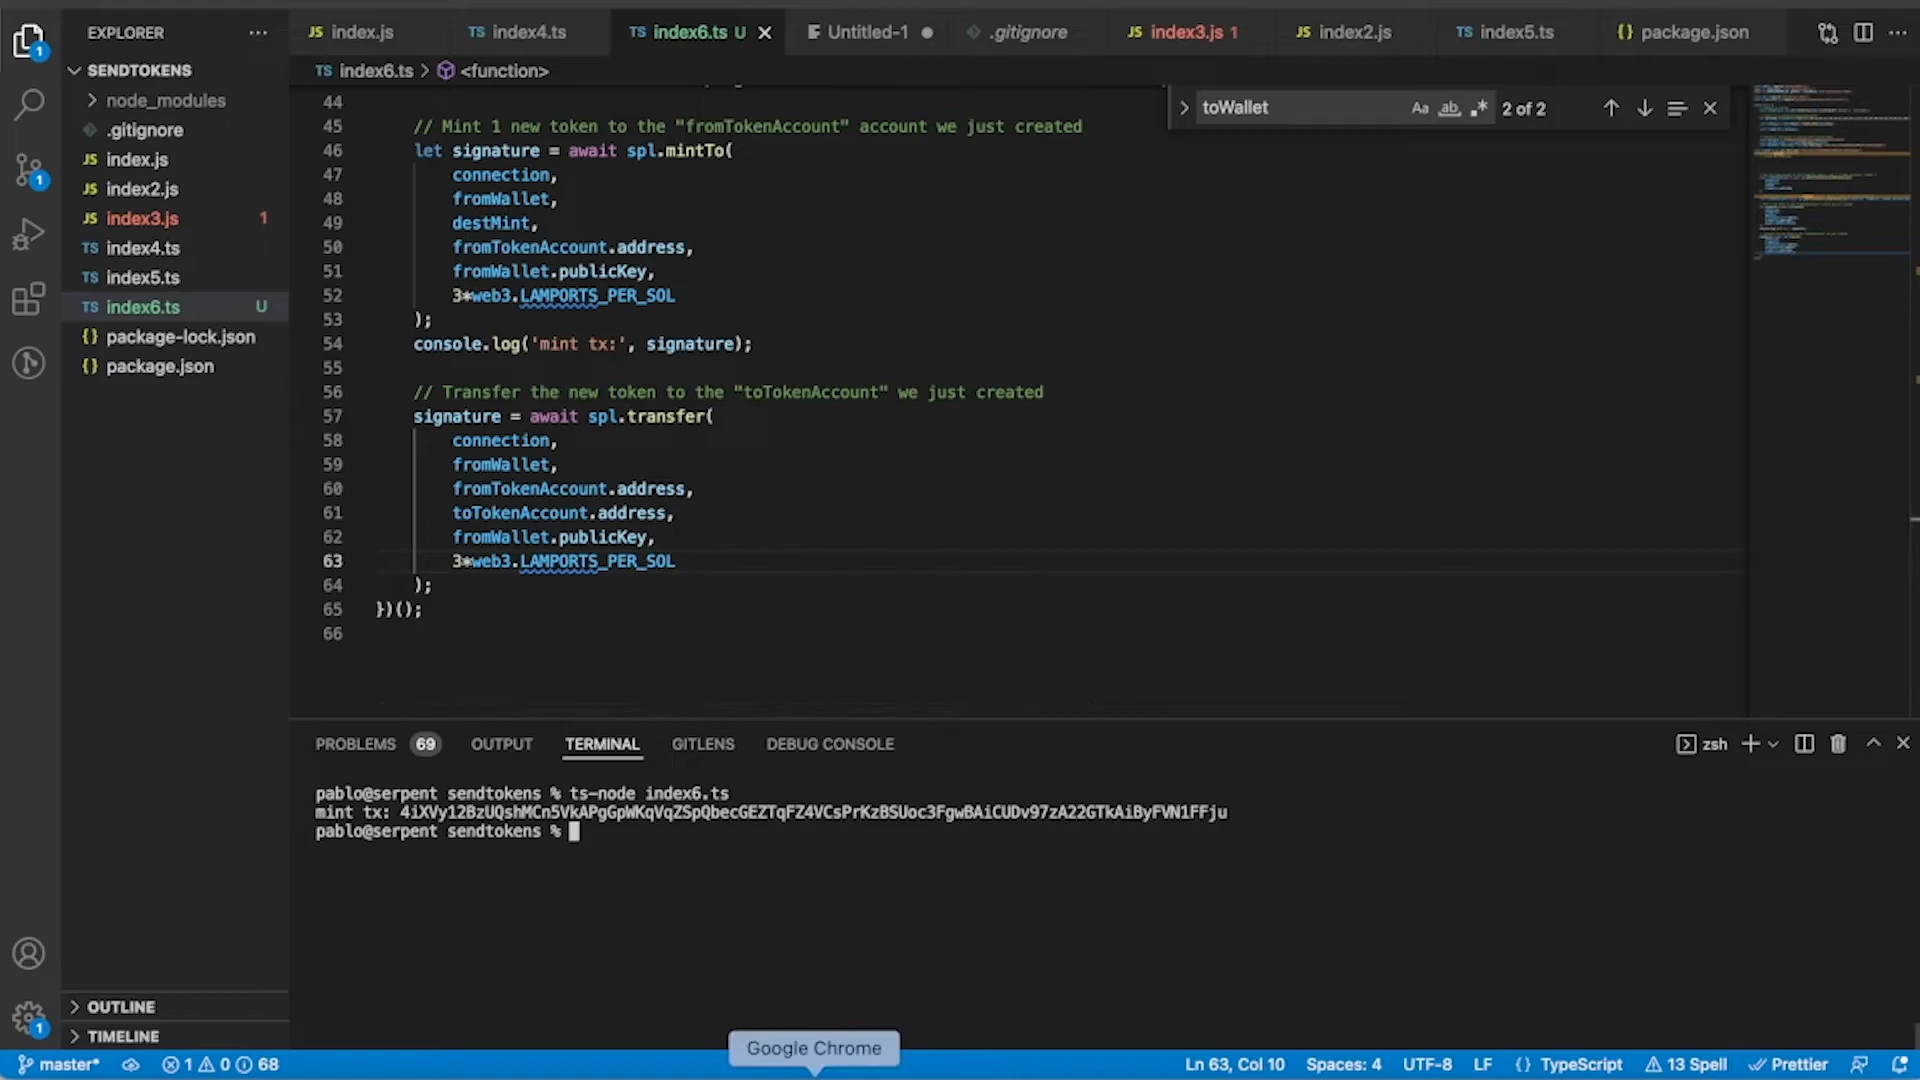 EXPLORER
SENDTOKENS
node_modules
.gitignore
JS index.js
JS index2.js
JS index3.js 1
TS index4.ts
TS index5.ts
TS index6.ts U
{} package-lock.json
{} package.json
OUTLINE
TIMELINE
JS index.js
TS index4.ts
TS index6.ts U
Untitled-1
.gitignore
JS index3.js 1
JS index2.js
TS index5.ts
{} package.json
TS index6.ts > <function>
toWallet
Aa ab .* 2 of 2
44
45 // Mint 1 new token to the "fromTokenAccount" account we just created
46 let signature = await spl.mintTo(
47 connection,
48 fromWallet,
49 destMint,
50 fromTokenAccount.address,
51 fromWallet.publicKey,
52 3*web3.LAMPORTS_PER_SOL
53 );
54 console.log('mint tx:', signature);
55
56 // Transfer the new token to the "toTokenAccount" we just created
57 signature = await spl.transfer(
58 connection,
59 fromWallet,
60 fromTokenAccount.address,
61 toTokenAccount.address,
62 fromWallet.publicKey,
63 3*web3.LAMPORTS_PER_SOL
64 );
65 })();
66
PROBLEMS 69 OUTPUT TERMINAL GITLENS DEBUG CONSOLE
zsh
pablo@serpent sendtokens % ts-node index6.ts
mint tx: 4iXVy12BzUQshMCn5VkAPgGpWKqVqZSpQbecGEZTqFZ4VCsPrKzBSUoc3FgwBAiCUDv97zA22GTkAiByFVN1FFju
pablo@serpent sendtokens %
Google Chrome
master* 1 0 68
Ln 63, Col 10 Spaces: 4 UTF-8 LF {} TypeScript 13 Spell Prettier
1
1
1